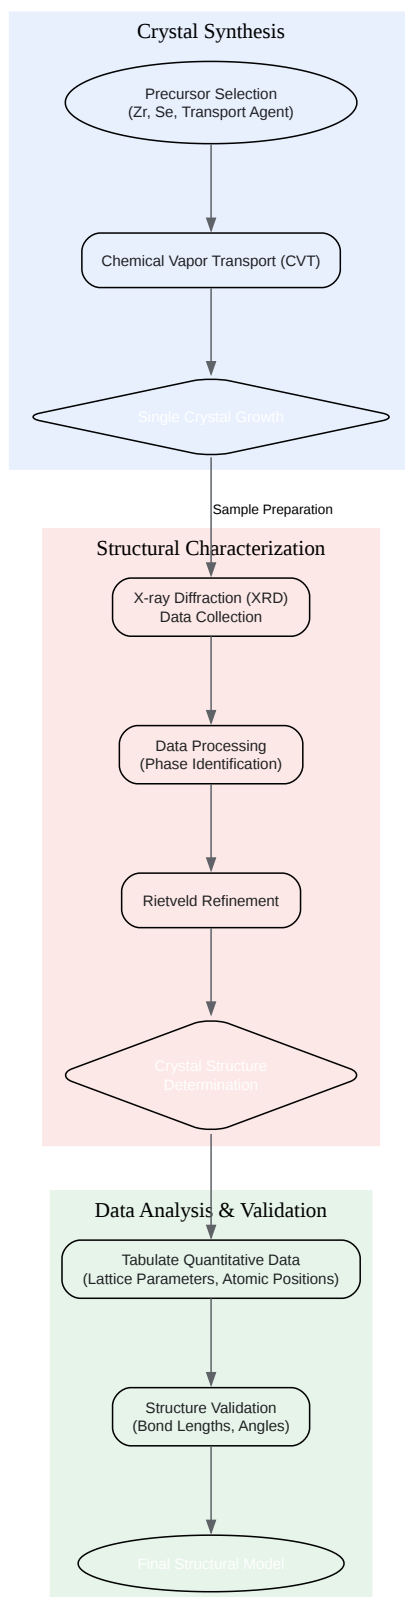 Crystal Synthesis
Precursor Selection
(Zr, Se, Transport Agent)
Chemical Vapor Transport (CVT)
Single Crystal Growth
Sample Preparation
Structural Characterization
X-ray Diffraction (XRD)
Data Collection
Data Processing
(Phase Identification)
Rietveld Refinement
Crystal Structure
Determination
Data Analysis & Validation
Tabulate Quantitative Data
(Lattice Parameters, Atomic Positions)
Structure Validation
(Bond Lengths, Angles)
Final Structural Model